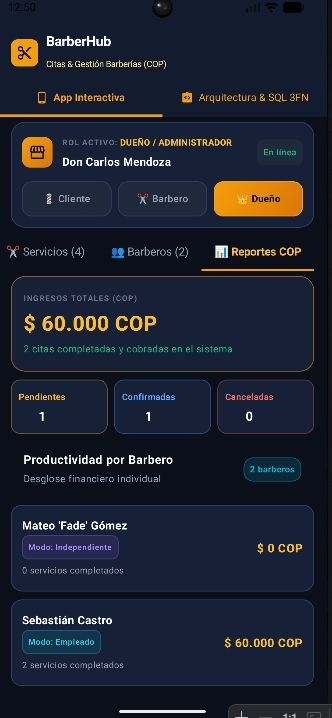 12:50
BarberHub
Citas & Gestión Barberías (COP)
App Interactiva
Arquitectura & SQL 3FN
ROL ACTIVO: DUEÑO / ADMINISTRADOR
Don Carlos Mendoza
En línea
💈 Cliente
✂️ Barbero
👑 Dueño
✂️ Servicios (4)
👥 Barberos (2)
📊 Reportes COP
INGRESOS TOTALES (COP)
$ 60.000 COP
2 citas completadas y cobradas en el sistema
Pendientes
1
Confirmadas
1
Canceladas
0
Productividad por Barbero
Desglose financiero individual
2 barberos
Mateo 'Fade' Gómez
Modo: Independiente
0 servicios completados
$ 0 COP
Sebastián Castro
Modo: Empleado
2 servicios completados
$ 60.000 COP
1:1